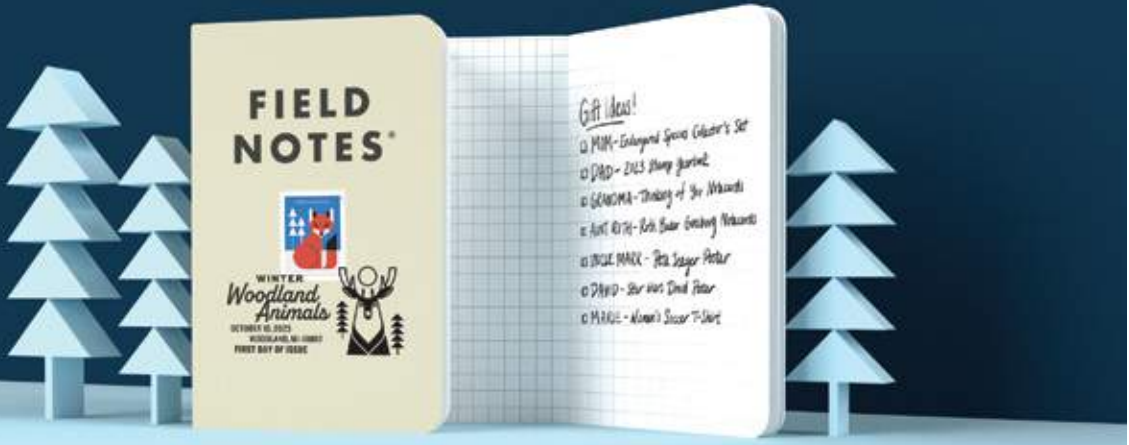 FIELD
NOTES®
WINTER
Woodland
Animals
OCTOBER 10, 2023
WOODLAND,
FIRST DAY OF ISSUE
Gift ideas!
MOM - Endangered Species Collector's Set
DAD - 2023 Stamp Yearbook
GRANDMA - Thinking of You Notecards
AUNT RUTH - Ruth Bader Ginsburg Notecards
UNCLE MARK - Pete Seeger Poster
DAVID - Star Wars Droid Poster
MARIE - Women's Soccer T-Shirt